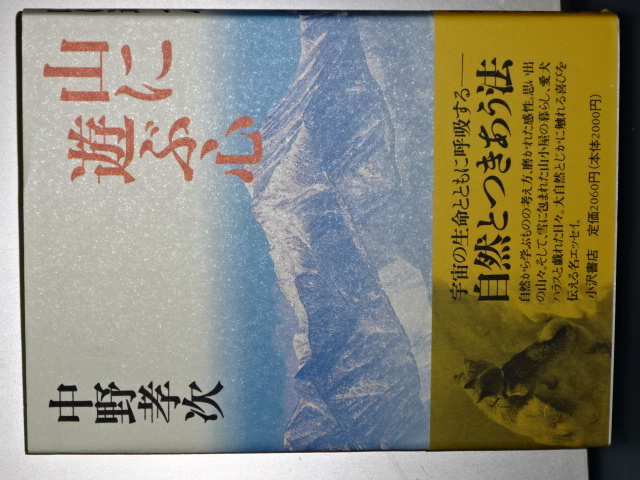 山に
遊ぶ心
中野孝次
宇宙の生命とともに呼吸する——
自然とつきあう法
自然から学ぶものの考え方、磨かれた感性。思い出
の山々、そして、雪に包まれた山小屋の暮らし、愛犬
ハラスと戯れた日々。大自然とじかに触れる喜びを
伝える名エッセイ。
小沢書店 定価2060円(本体2000円)